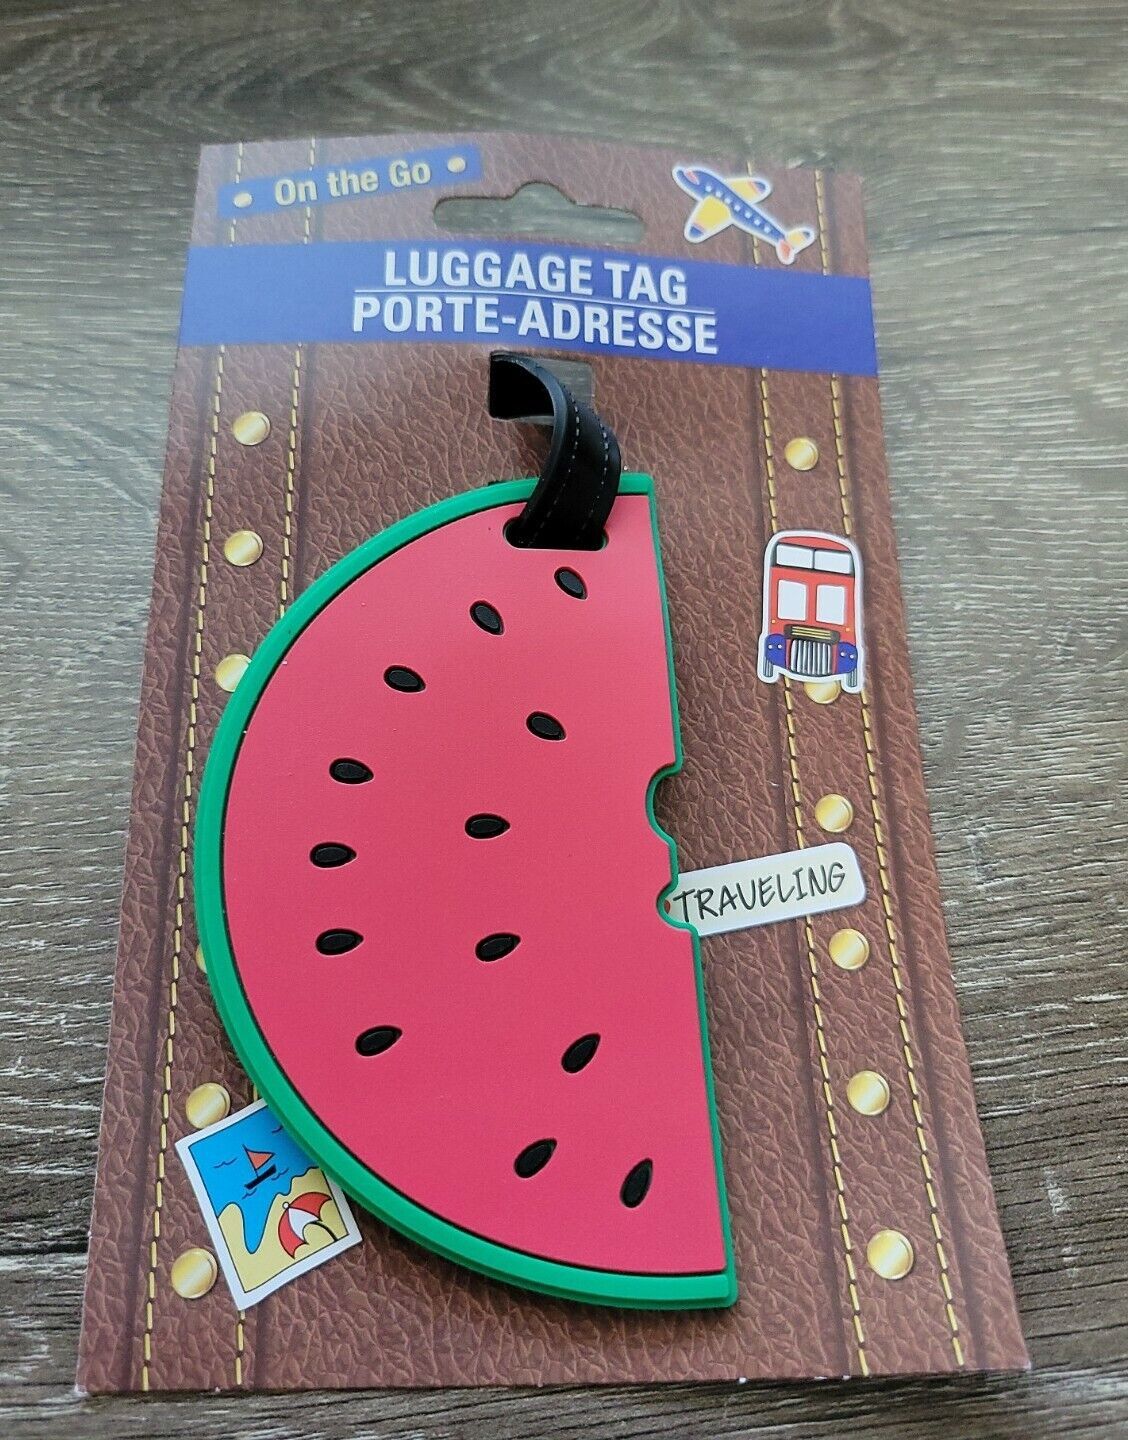 On the Go
LUGGAGE TAG
PORTE-ADRESSE
TRAVELING